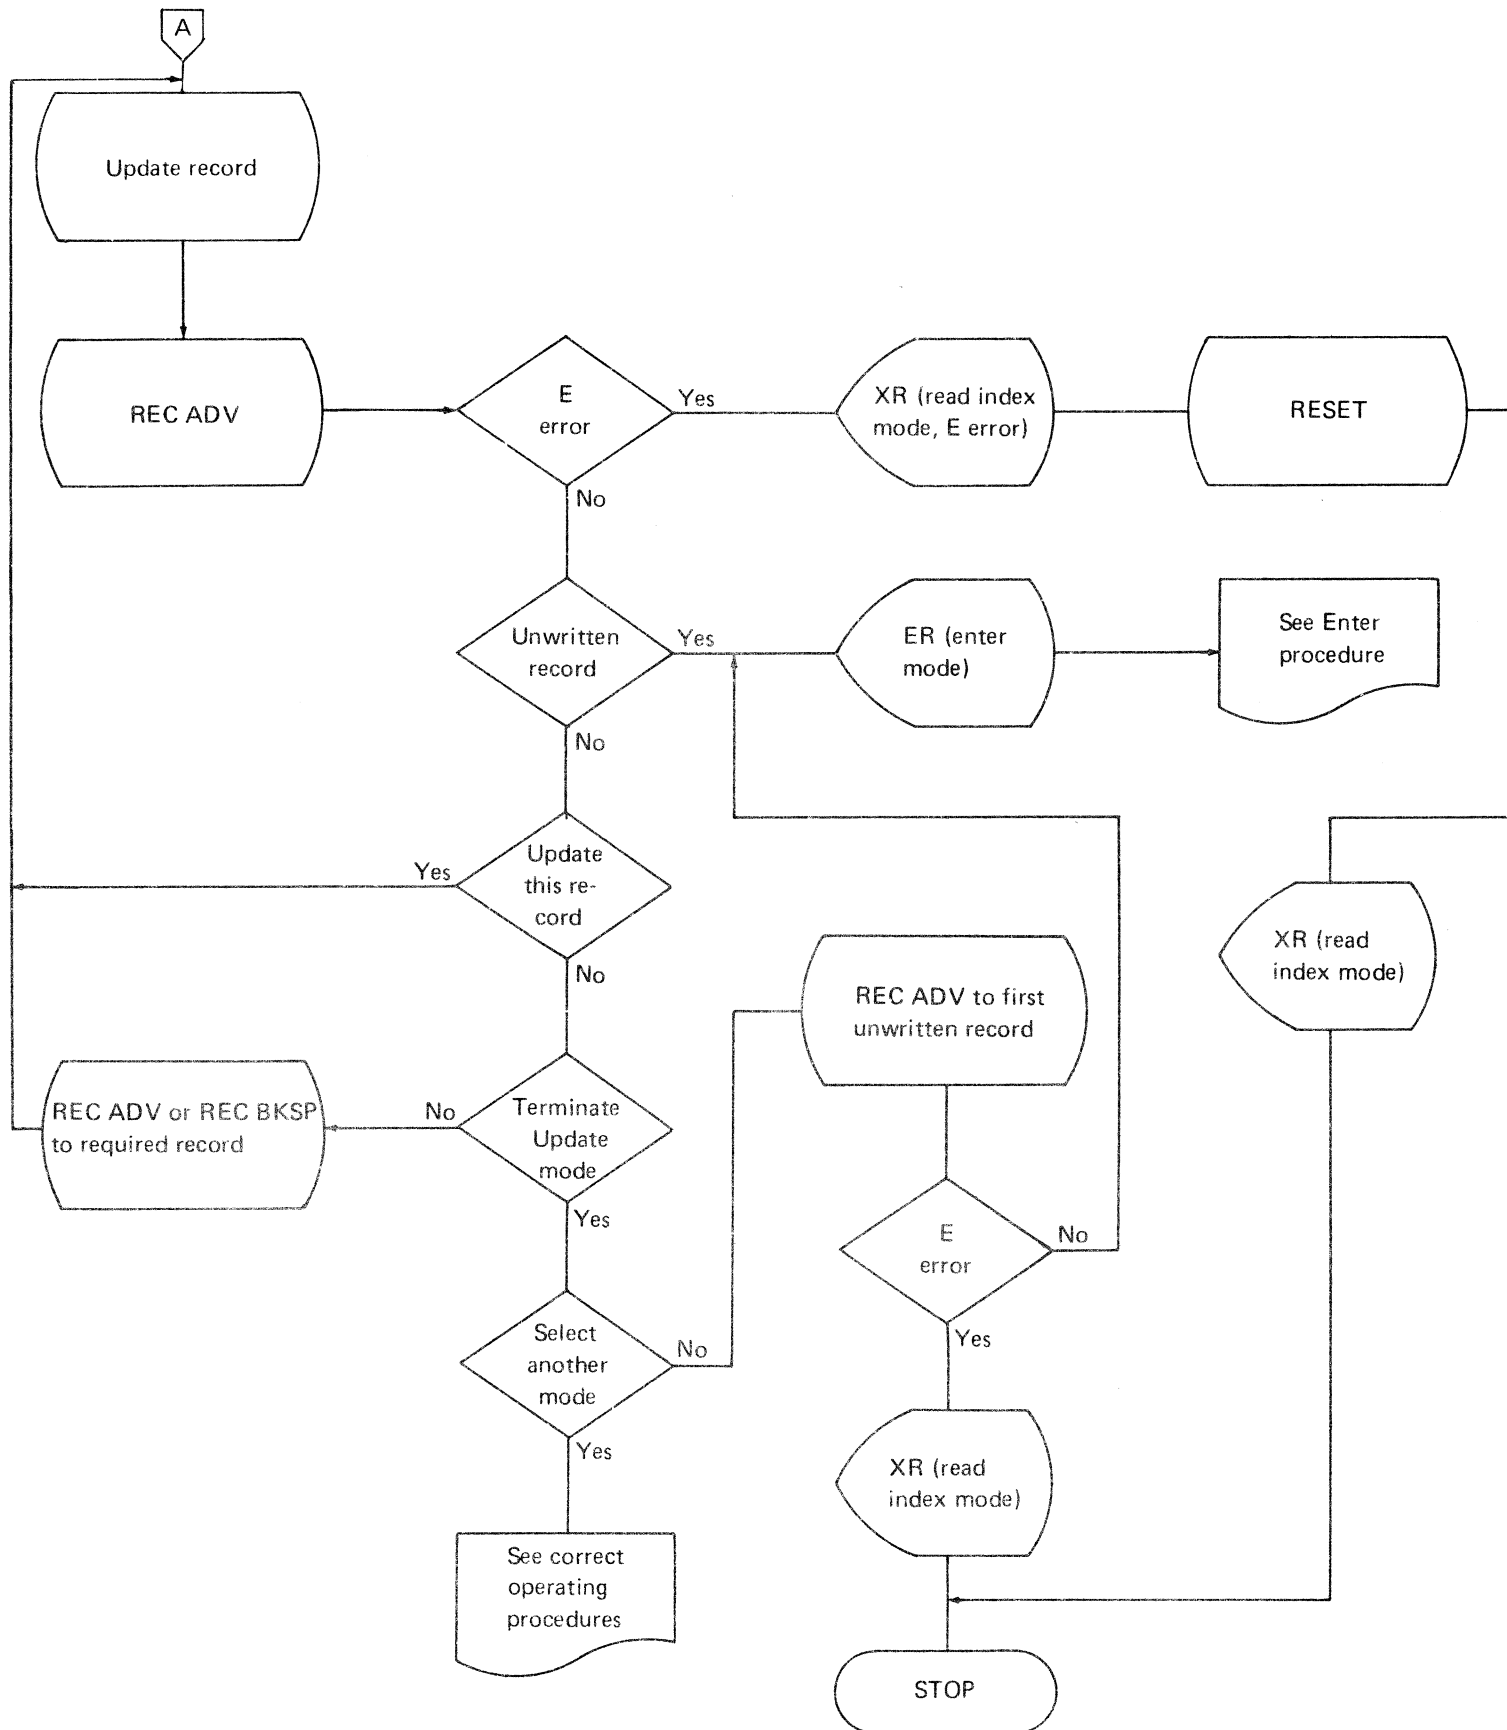 A
Update record
REC ADV
E
error
Yes
XR (read index
mode, E error)
RESET
No
Unwritten
record
Yes
ER (enter
mode)
See Enter
procedure
No
Update
this re-
cord
Yes
No
XR (read
index mode)
REC ADV to first
unwritten record
REC ADV or REC BKSP
to required record
No
Terminate
Update
mode
Yes
E
error
No
Yes
Select
another
mode
No
Yes
XR (read
index mode)
See correct
operating
procedures
STOP